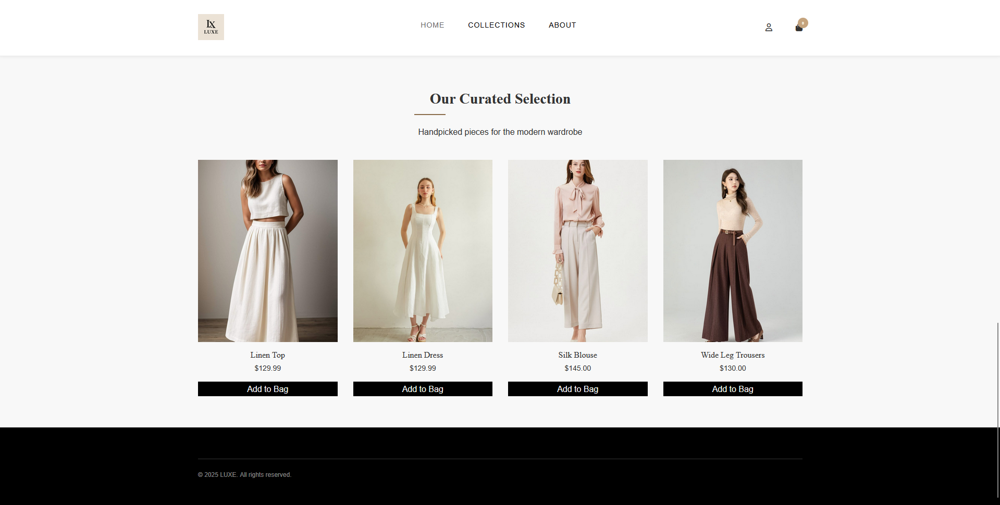 LX
LUXE
HOME
COLLECTIONS
ABOUT
0
Our Curated Selection
Handpicked pieces for the modern wardrobe
Linen Top
$129.99
Add to Bag
Linen Dress
$129.99
Add to Bag
Silk Blouse
$145.00
Add to Bag
Wide Leg Trousers
$130.00
Add to Bag
© 2025 LUXE. All rights reserved.